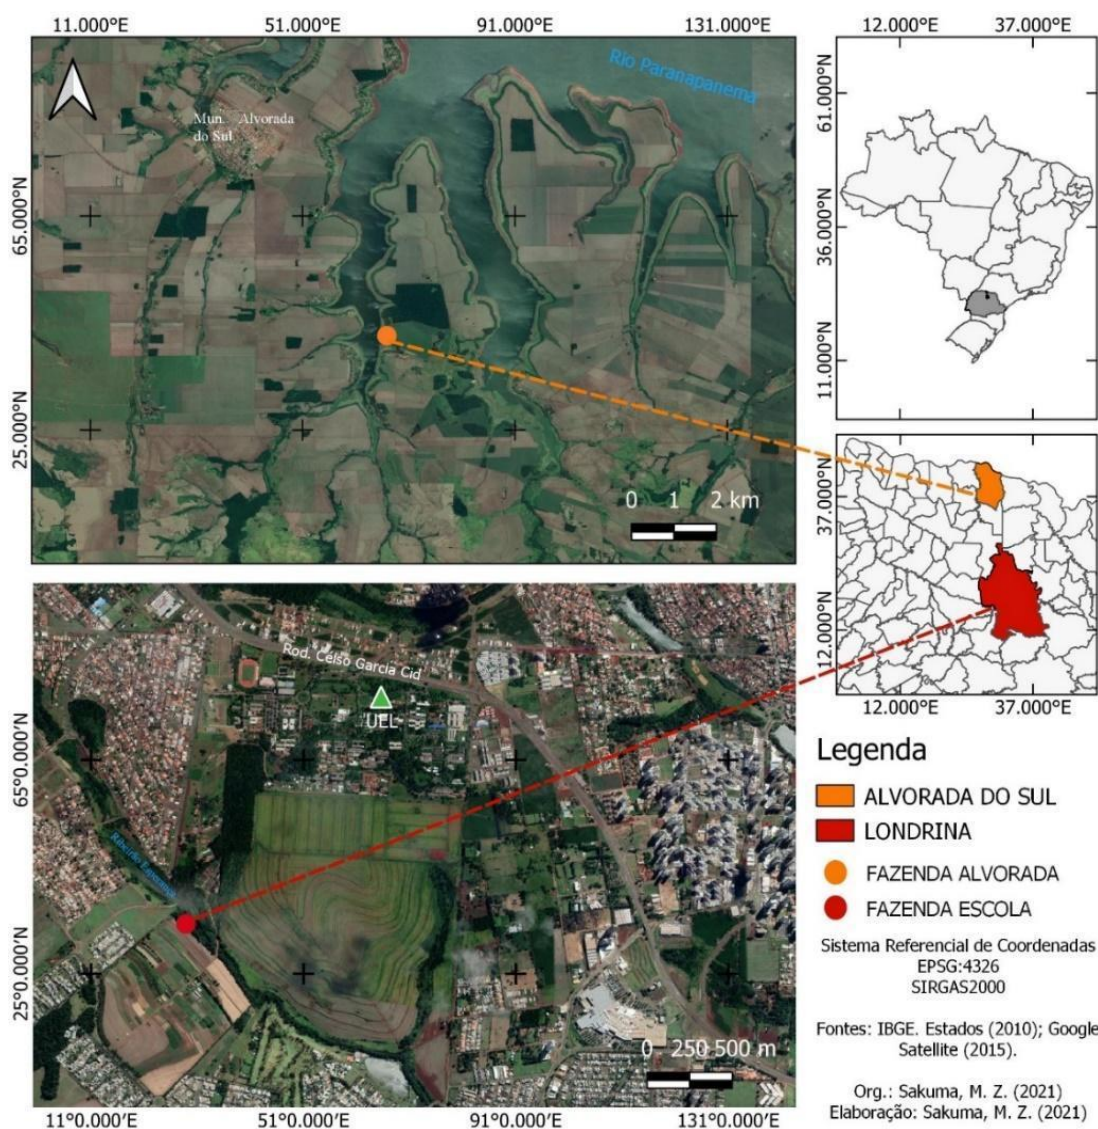 11.000°E 51.000°E 91.000°E 131.000°E
12.000°E 37.000°E
Rio Paranapanema
Mun. Alvorada
do Sul
65.000°N
25.000°N
0 1 2 km
61.000°N
36.000°N
11.000°N
37.000°N
12.000°N
12.000°E 37.000°E
Rod. Celso Garcia Cid
UEL
Ribeirão
65°0.000'N
25°0.000'N
0 250 500 m
11°0.000'E 51°0.000'E 91°0.000'E 131°0.000'E
Legenda
ALVORADA DO SUL
LONDRINA
FAZENDA ALVORADA
FAZENDA ESCOLA
Sistema Referencial de Coordenadas
EPSG:4326
SIRGAS2000
Fontes: IBGE. Estados (2010); Google
Satellite (2015).
Org.: Sakuma, M. Z. (2021)
Elaboração: Sakuma, M. Z. (2021)